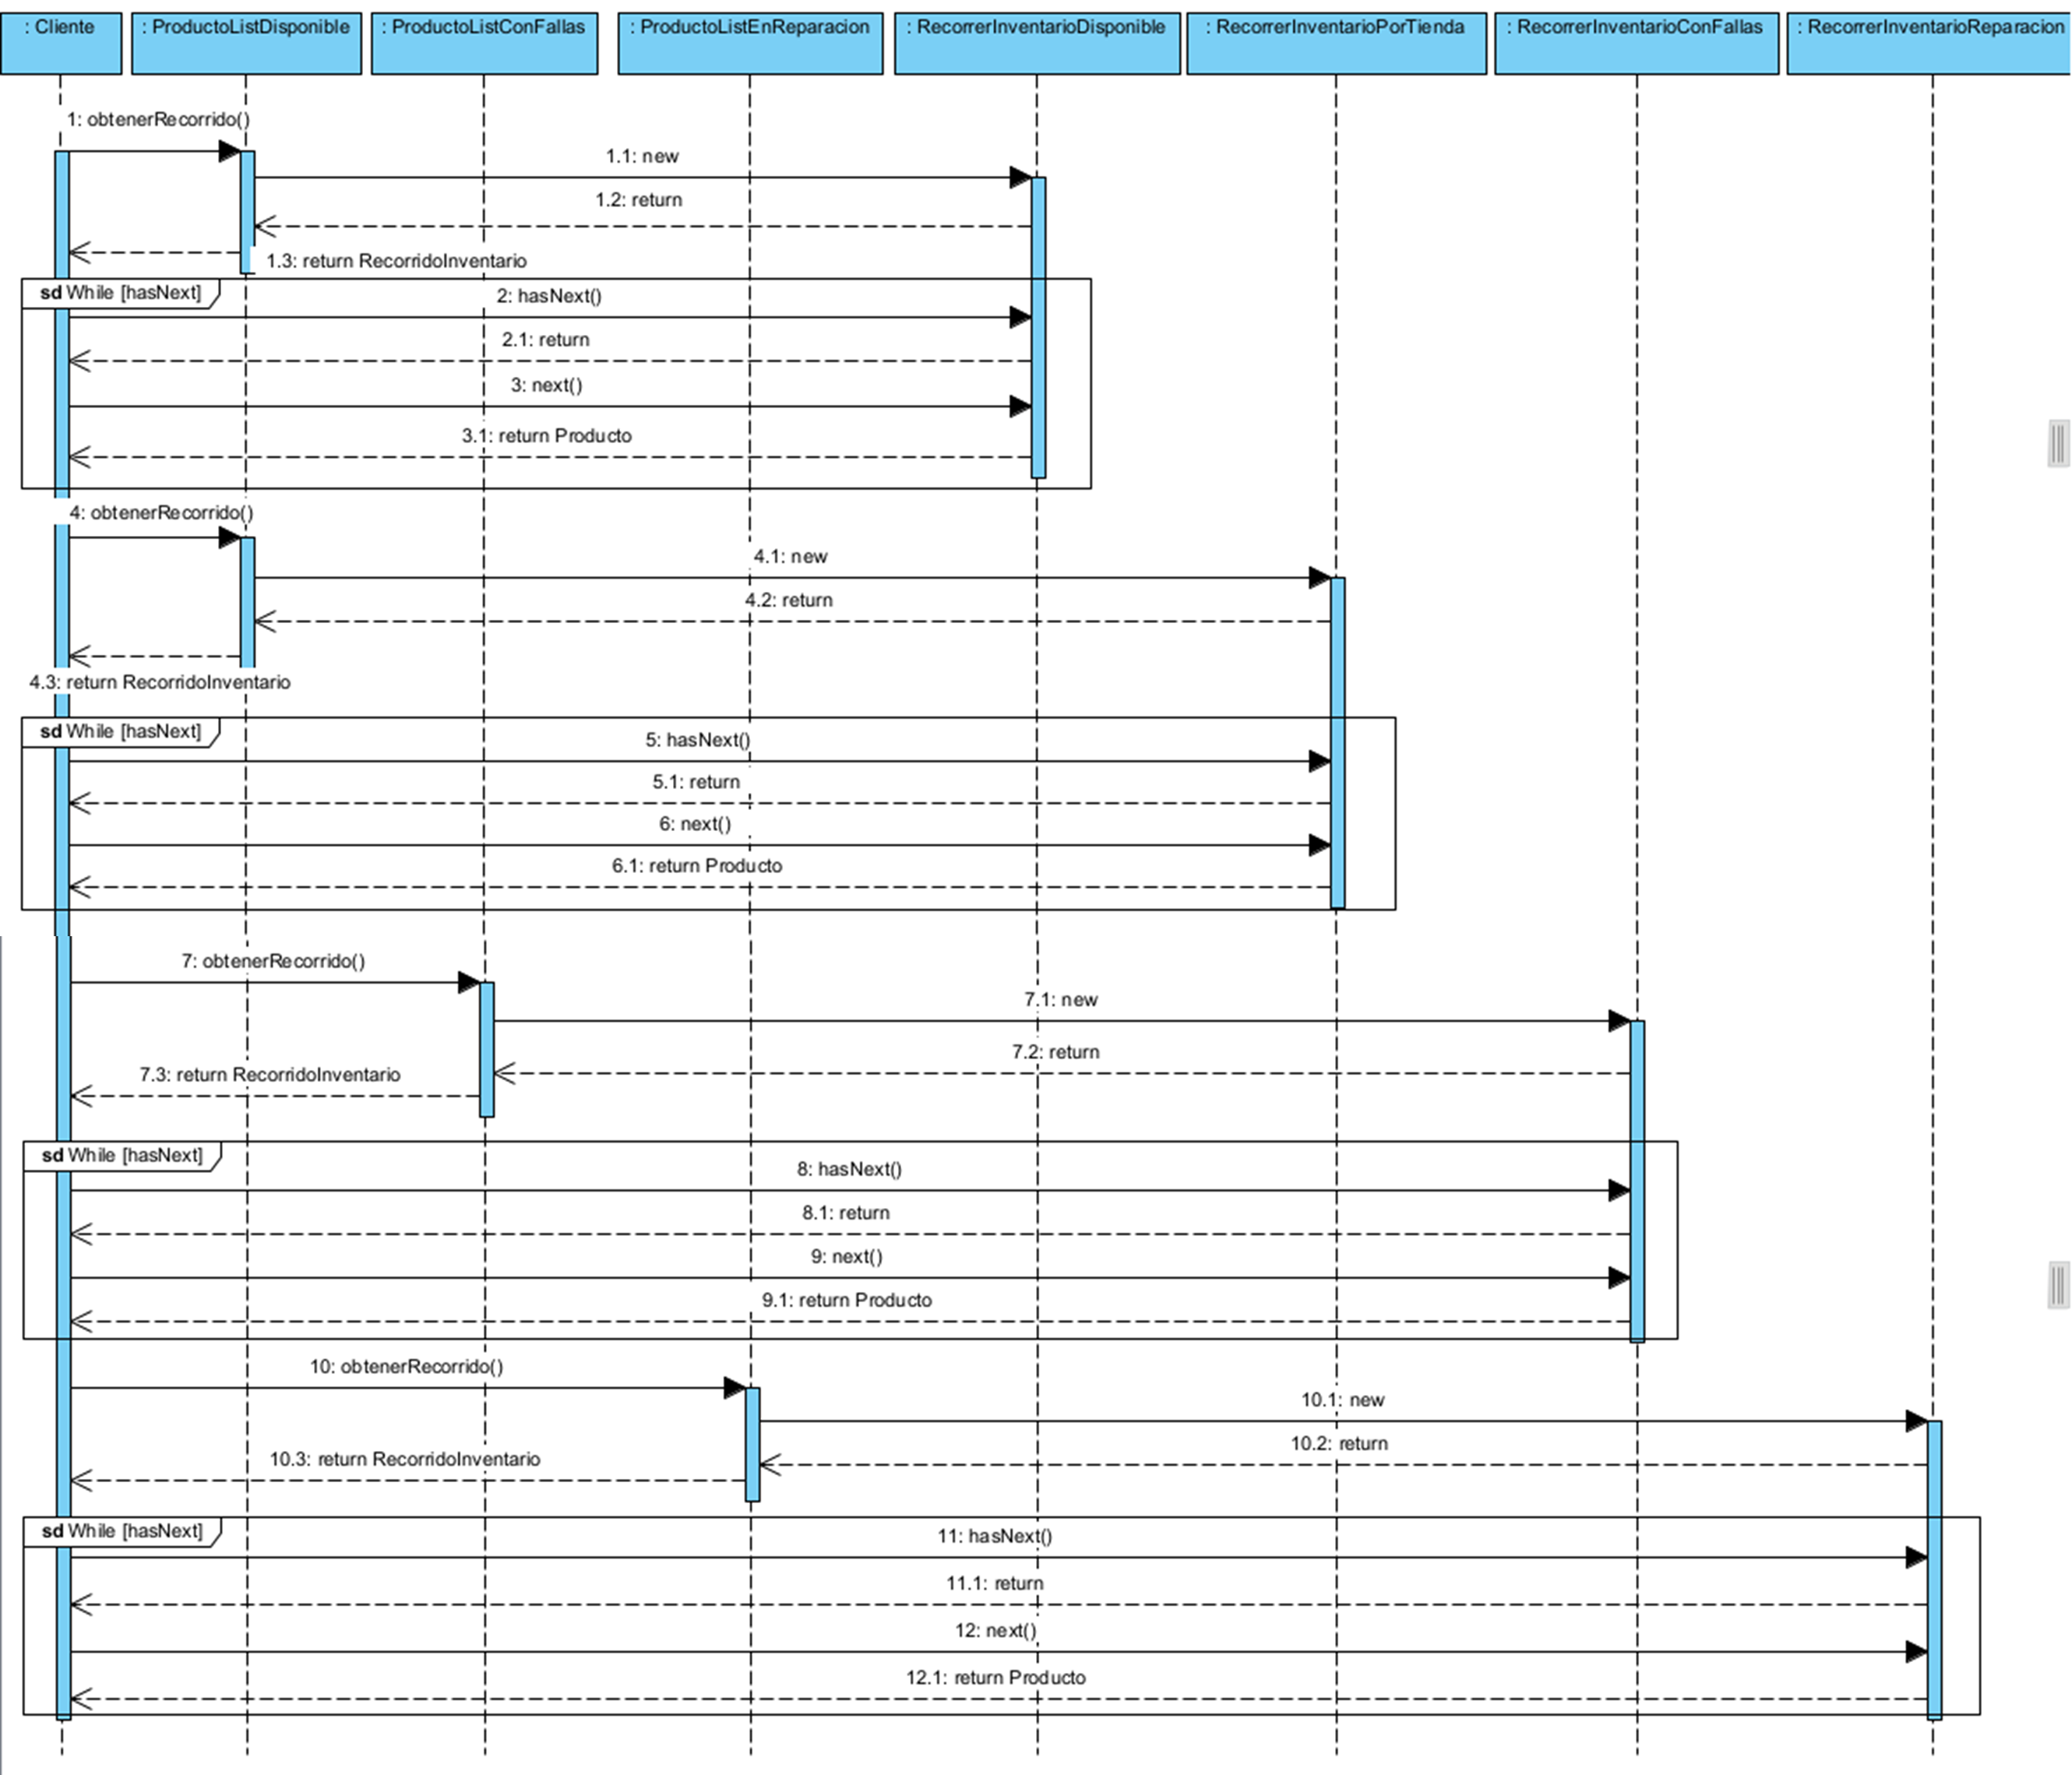 : Cliente
: ProductoListDisponible
: ProductoListConFallas
: ProductoListEnReparacion
: RecorrerInventarioDisponible
: RecorrerInventarioPorTienda
: RecorrerInventarioConFallas
: RecorrerInventarioReparacion
1: obtenerRecorrido()
1.1: new
1.2: return
1.3: return RecorridoInventario
sd While [hasNext]
2: hasNext()
2.1: return
3: next()
3.1: return Producto
4: obtenerRecorrido()
4.1: new
4.2: return
4.3: return RecorridoInventario
sd While [hasNext]
5: hasNext()
5.1: return
6: next()
6.1: return Producto
7: obtenerRecorrido()
7.1: new
7.2: return
7.3: return RecorridoInventario
sd While [hasNext]
8: hasNext()
8.1: return
9: next()
9.1: return Producto
10: obtenerRecorrido()
10.1: new
10.2: return
10.3: return RecorridoInventario
sd While [hasNext]
11: hasNext()
11.1: return
12: next()
12.1: return Producto